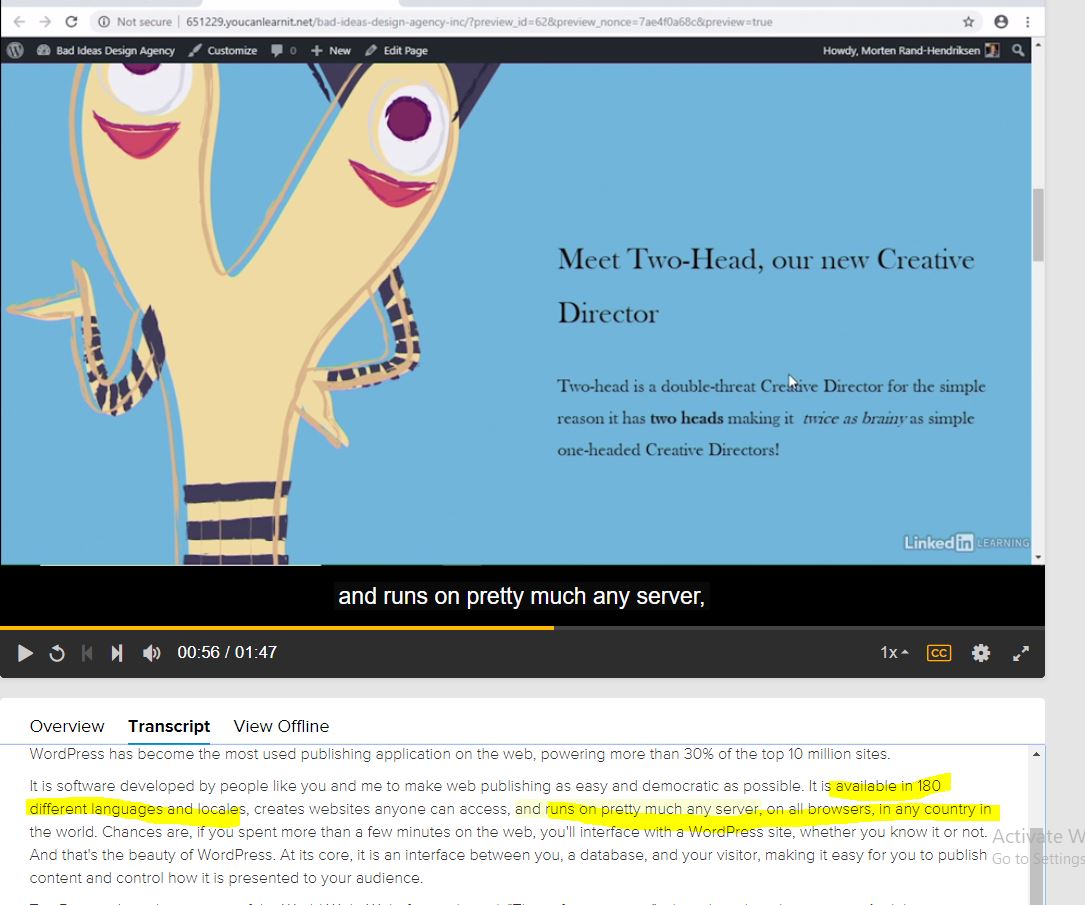 Not secure | 651229.youcanlearnit.net/bad-ideas-design-agency-inc/?preview_id=62&preview_nonce=7ae4f0a68c&preview=true
Bad Ideas Design Agency Customize 0 New Edit Page Howdy, Morten Rand-Hendriksen
Meet Two-Head, our new Creative
Director
Two-head is a double-threat Creative Director for the simple
reason it has two heads making it twice as brainy as simple
one-headed Creative Directors!
Linked in LEARNING
and runs on pretty much any server,
00:56 / 01:47 1x CC
Overview Transcript View Offline
WordPress has become the most used publishing application on the web, powering more than 30% of the top 10 million sites.
It is software developed by people like you and me to make web publishing as easy and democratic as possible. It is available in 180
different languages and locales, creates websites anyone can access, and runs on pretty much any server, on all browsers, in any country in
the world. Chances are, if you spent more than a few minutes on the web, you'll interface with a WordPress site, whether you know it or not.
And that's the beauty of WordPress. At its core, it is an interface between you, a database, and your visitor, making it easy for you to publish
content and control how it is presented to your audience.
Activate W
Go to Settings